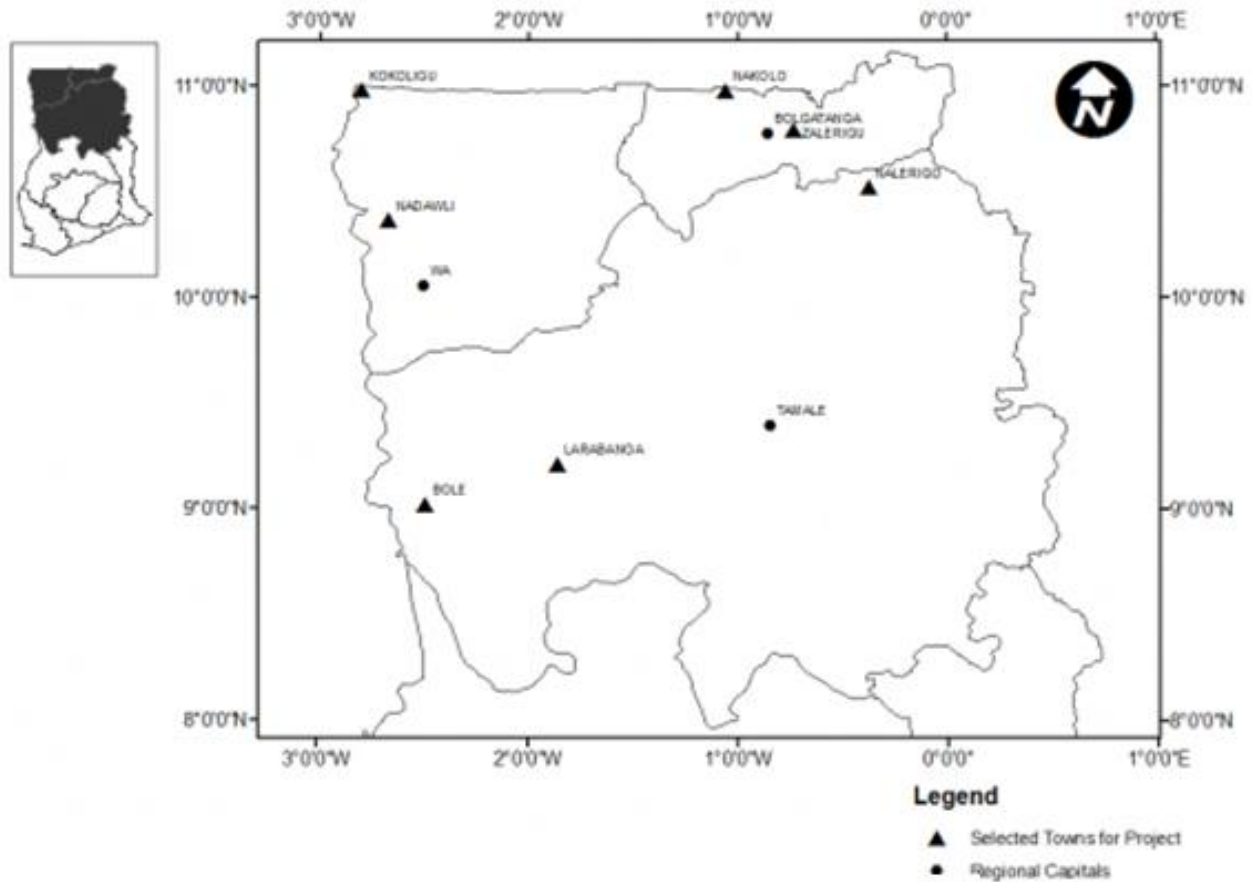 3°0'0"W 2°0'0"W 1°0'0"W 0°0'0" 1°0'0"E
11°0'0"N KOKOLIGU NAKOLO 11°0'0"N
BOLGATANGA
ZALERIGU
N
NALERIGU
NADAWLI
WA
10°0'0"N 10°0'0"N
TAMALE
LARABANGA
BOLE
9°0'0"N 9°0'0"N
8°0'0"N 8°0'0"N
3°0'0"W 2°0'0"W 1°0'0"W 0°0'0" 1°0'0"E
Legend
Selected Towns for Project
Regional Capitals